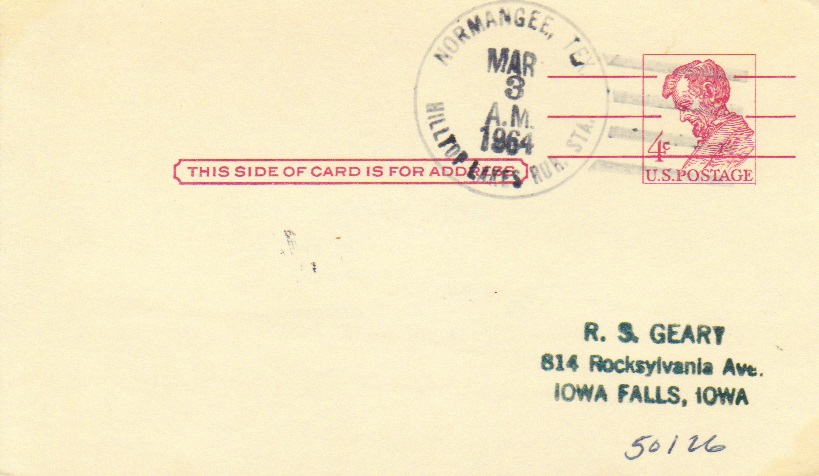 NORMANGEE, TEX.
MAR
3
A.M.
1964
HILLTOP LAKES RUR. STA.
4c
U.S. POSTAGE
THIS SIDE OF CARD IS FOR ADDRESS
R. S. GEARY
814 Rocksylvania Ave.
IOWA FALLS, IOWA
50126